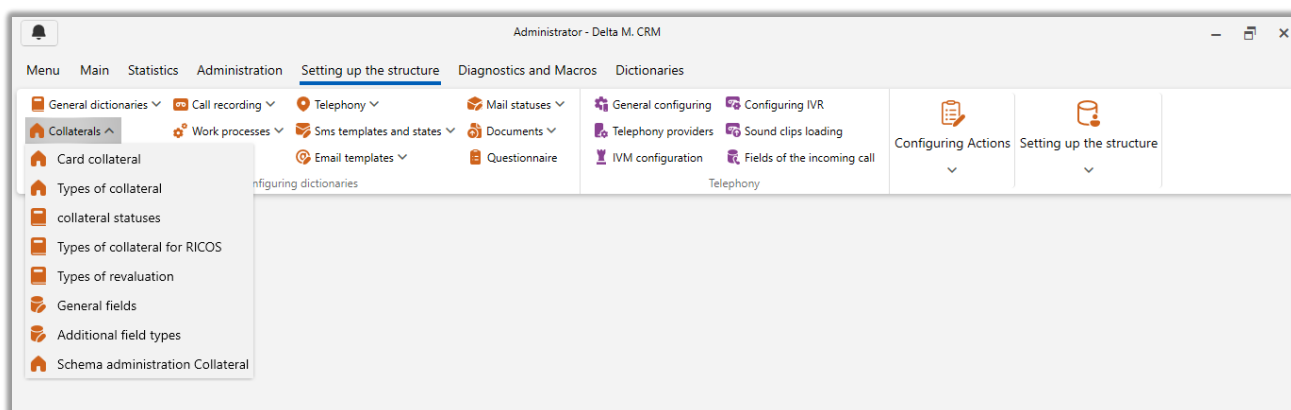 Administrator - Delta M. CRM
Menu Main Statistics Administration Setting up the structure Diagnostics and Macros Dictionaries
General dictionaries Call recording Telephony Mail statuses General configuring Configuring IVR
Collaterals Work processes Sms templates and states Documents Telephony providers Sound clips loading
Configuring Actions Setting up the structure
Email templates Questionnaire IVM configuration Fields of the incoming call
nfiguring dictionaries Telephony
Card collateral
Types of collateral
collateral statuses
Types of collateral for RICOS
Types of revaluation
General fields
Additional field types
Schema administration Collateral